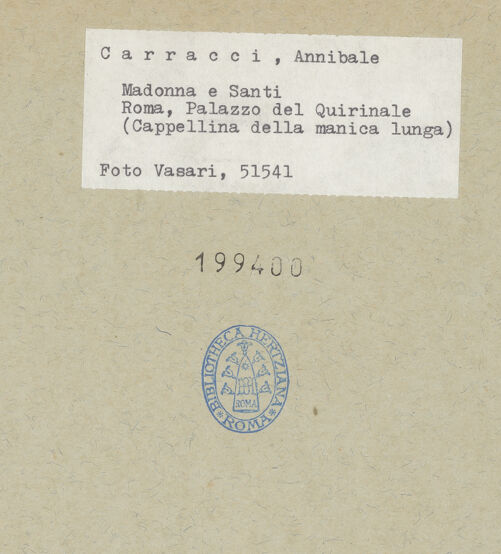 Carracci, Annibale
Madonna e Santi
Roma, Palazzo del Quirinale
(Cappellina della manica lunga)
Foto Vasari, 51541
199400
BIBLIOTHECA HERTZIANA
ROMA
* ROMA *